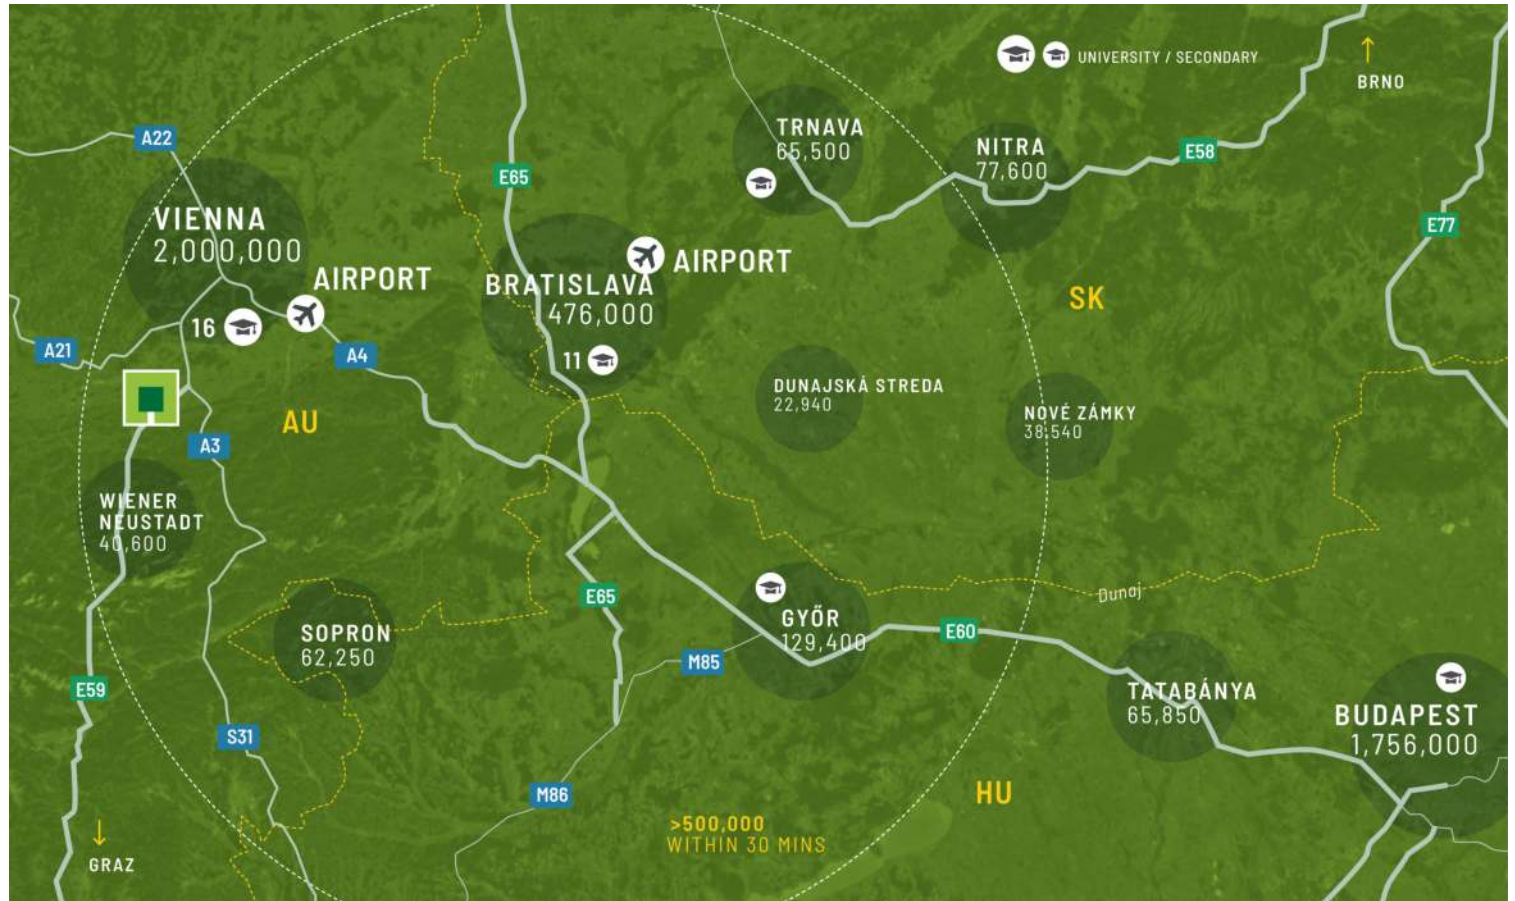 UNIVERSITY / SECONDARY
BRNO
A22
TRNAVA
65,500
NITRA
77,600
E58
E65
VIENNA
2,000,000
E77
AIRPORT
AIRPORT
BRATISLAVA
476,000
SK
16
A21
A4
11
DUNAJSKÁ STREDA
22,940
NOVÉ ZÁMKY
38,540
AU
A3
WIENER
NEUSTADT
40,600
E65
Dunaj
GYŐR
129,400
E60
SOPRON
62,250
M85
E59
TATABÁNYA
65,850
BUDAPEST
1,756,000
S31
M86
HU
>500,000
WITHIN 30 MINS
GRAZ